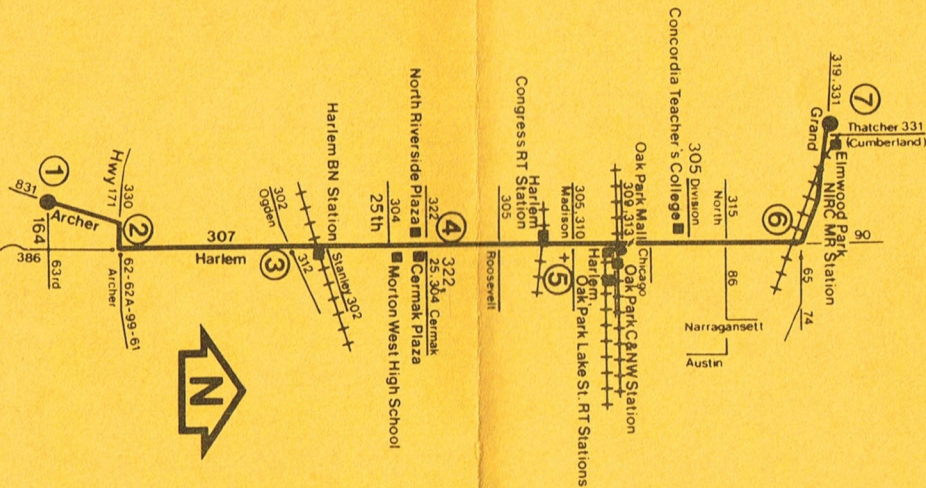 1
831
Archer
164
386
63rd
Hwy 171
330
2
62-62A-99-61
Archer
307
Harlem
302
Ogden
3
312
Harlem BN Station
Stanley 302
304
25th
North Riverside Plaza
322
4
322,
25,304 Cermak
Cermak Plaza
Morton West High School
N
305
Roosevelt
Congress RT
Station
Harlem
305,310
Madison
+
5
Oak Park Mall
309,313
Chicago
Harlem,
Oak Park C&NW Station
Oak Park Lake St. RT Stations
Concordia Teacher's College
305 Division
315
North
86
Narragansett
Austin
6
90
65
74
7
319,331
Grand
Thatcher 331
(Cumberland)
Elmwood Park
NIRC MR Station